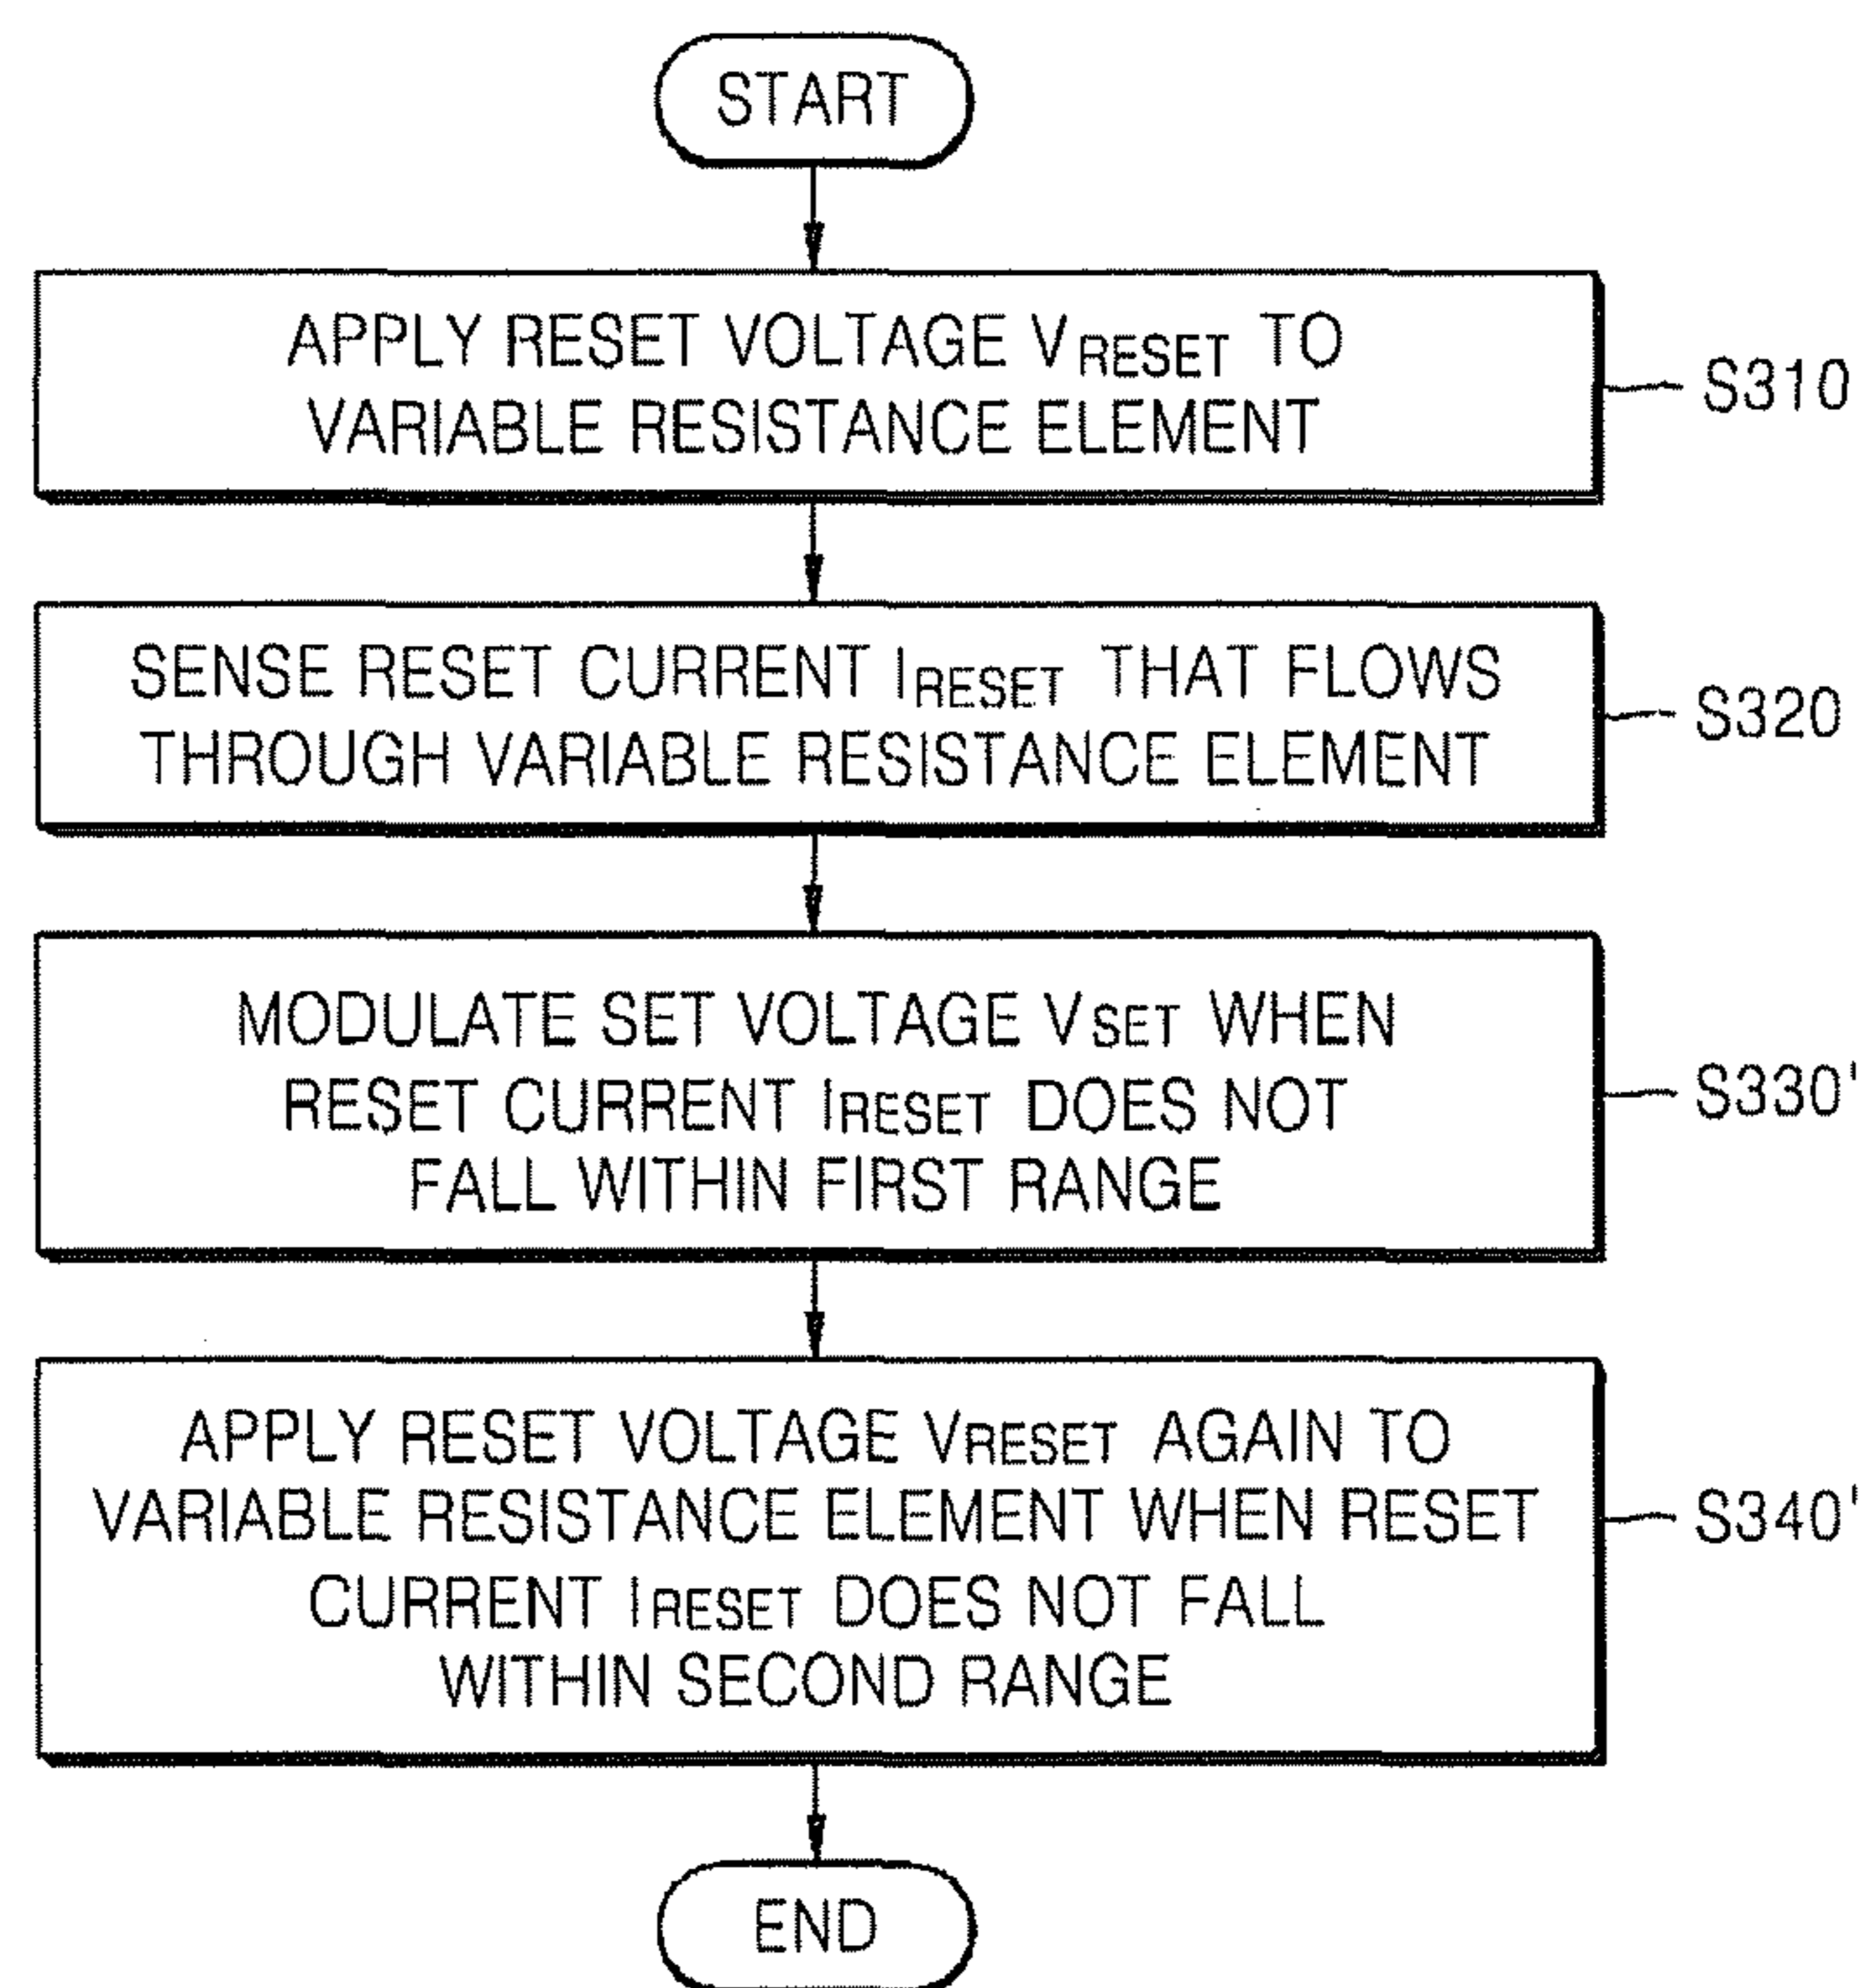 START
APPLY RESET VOLTAGE VRESET TO
VARIABLE RESISTANCE ELEMENT
S310
SENSE RESET CURRENT IRESET THAT FLOWS
THROUGH VARIABLE RESISTANCE ELEMENT
S320
MODULATE SET VOLTAGE VSET WHEN
RESET CURRENT IRESET DOES NOT
FALL WITHIN FIRST RANGE
S330'
APPLY RESET VOLTAGE VRESET AGAIN TO
VARIABLE RESISTANCE ELEMENT WHEN RESET
CURRENT IRESET DOES NOT FALL
WITHIN SECOND RANGE
S340'
END